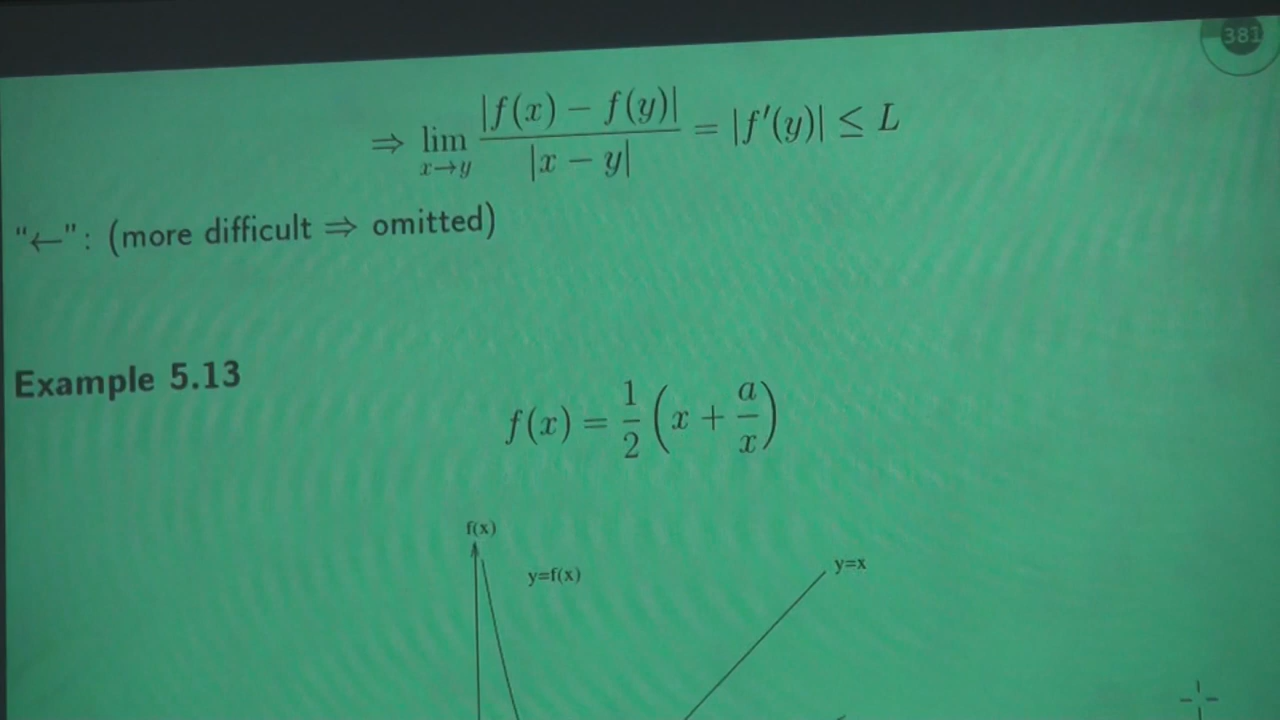 381
⇒ lim_{x→y} |f(x) − f(y)| / |x − y| = |f′(y)| ≤ L
"←": (more difficult ⇒ omitted)
Example 5.13
f(x) = 1/2 (x + a/x)
f(x)
y=f(x)
y=x